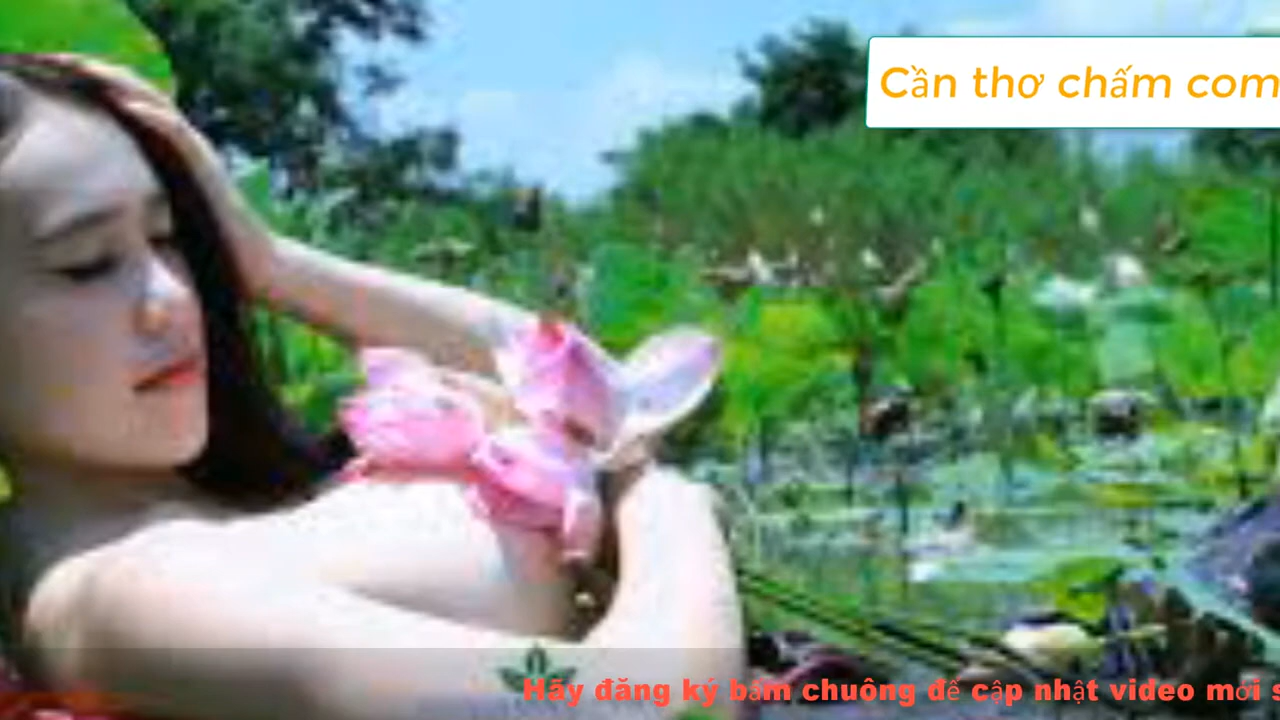 Cần thơ chấm com
Hãy đăng ký bấm chuông để cập nhật video mới